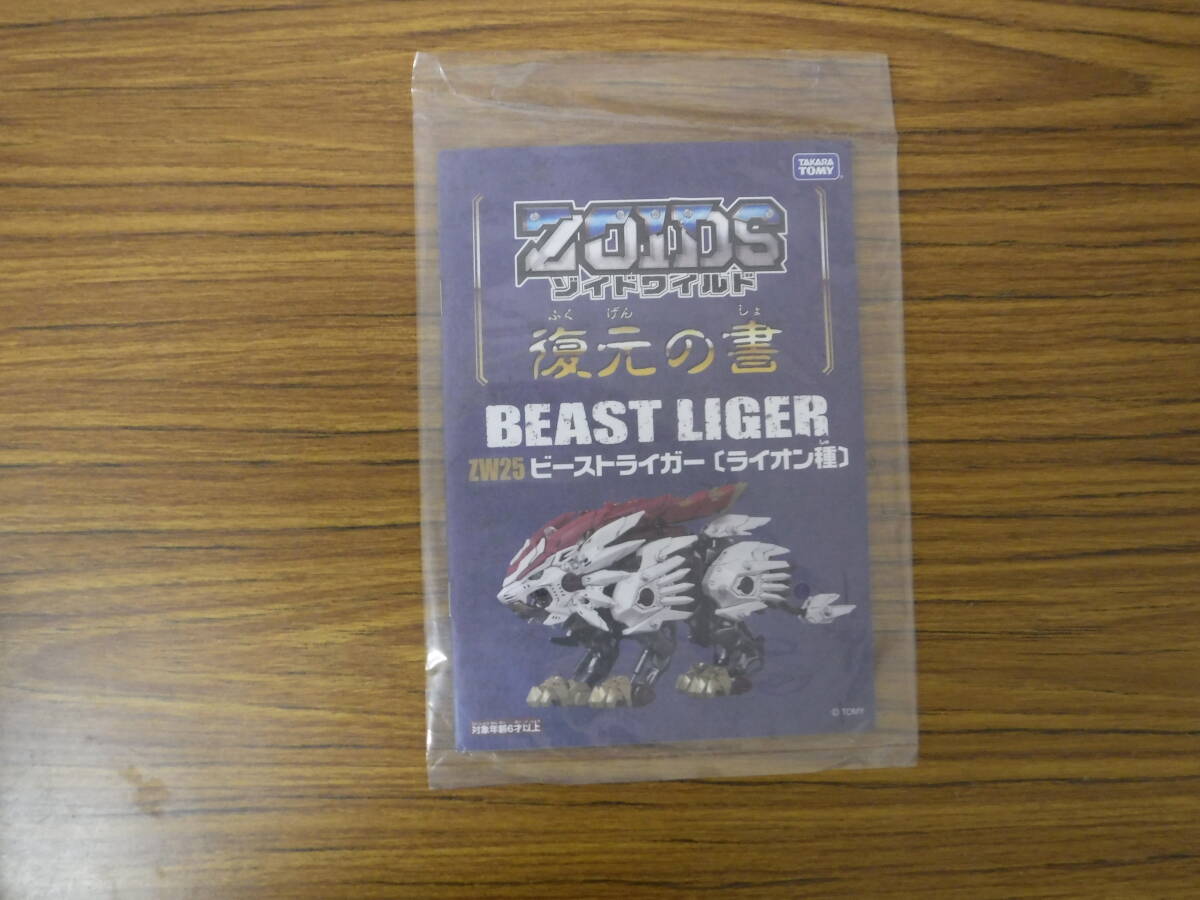 TAKARA
TOMY
ZOIDS
ゾイドワイルド
ふく げん しょ
復元の書
BEAST LIGER
しゅ
ZW25 ビーストライガー〔ライオン種〕
対象年齢6才以上
© TOMY